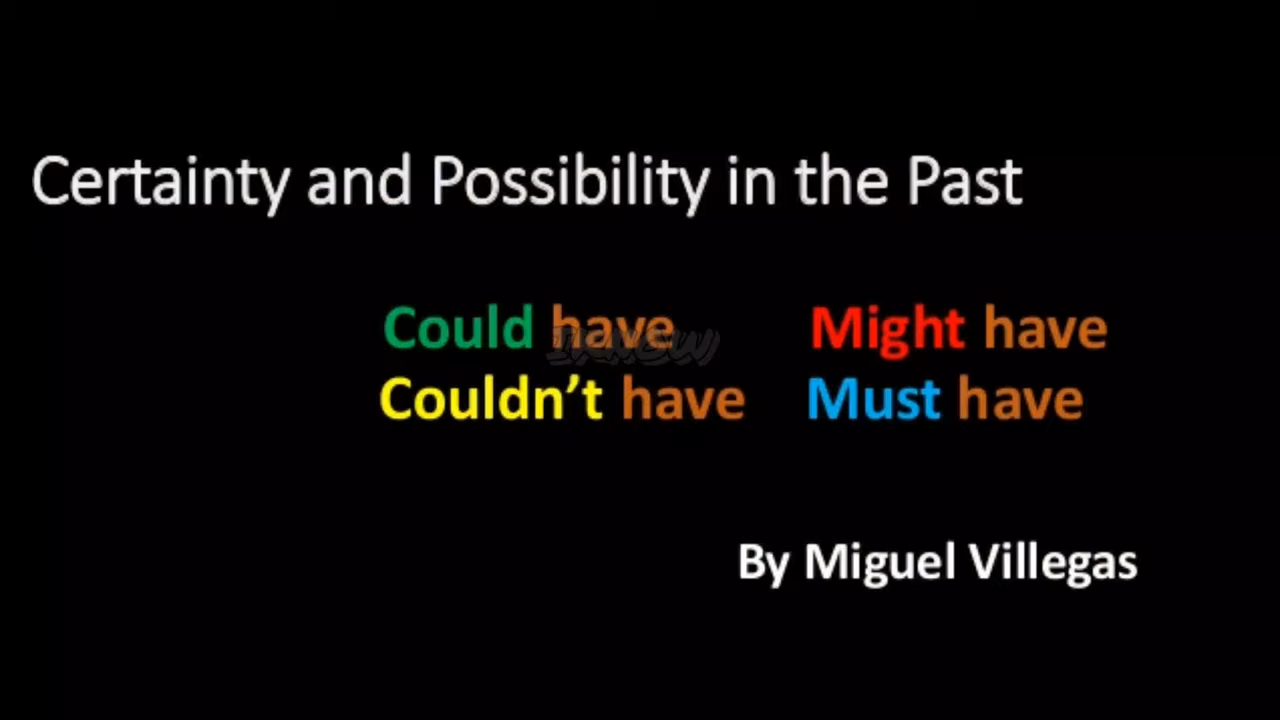 Certainty and Possibility in the Past
Could have Might have
Couldn’t have Must have
By Miguel Villegas